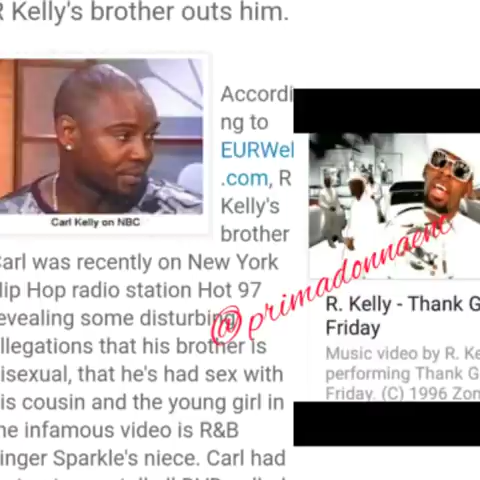 R Kelly's brother outs him.
Carl Kelly on NBC
Accordi
ng to
EURWel
.com, R
Kelly's
brother
Carl was recently on New York
Hip Hop radio station Hot 97
revealing some disturbing
allegations that his brother is
bisexual, that he's had sex with
his cousin and the young girl in
the infamous video is R&B
singer Sparkle's niece. Carl had
@primadonnaene
R. Kelly - Thank G
Friday
Music video by R. Ke
performing Thank G
Friday. (C) 1996 Zom